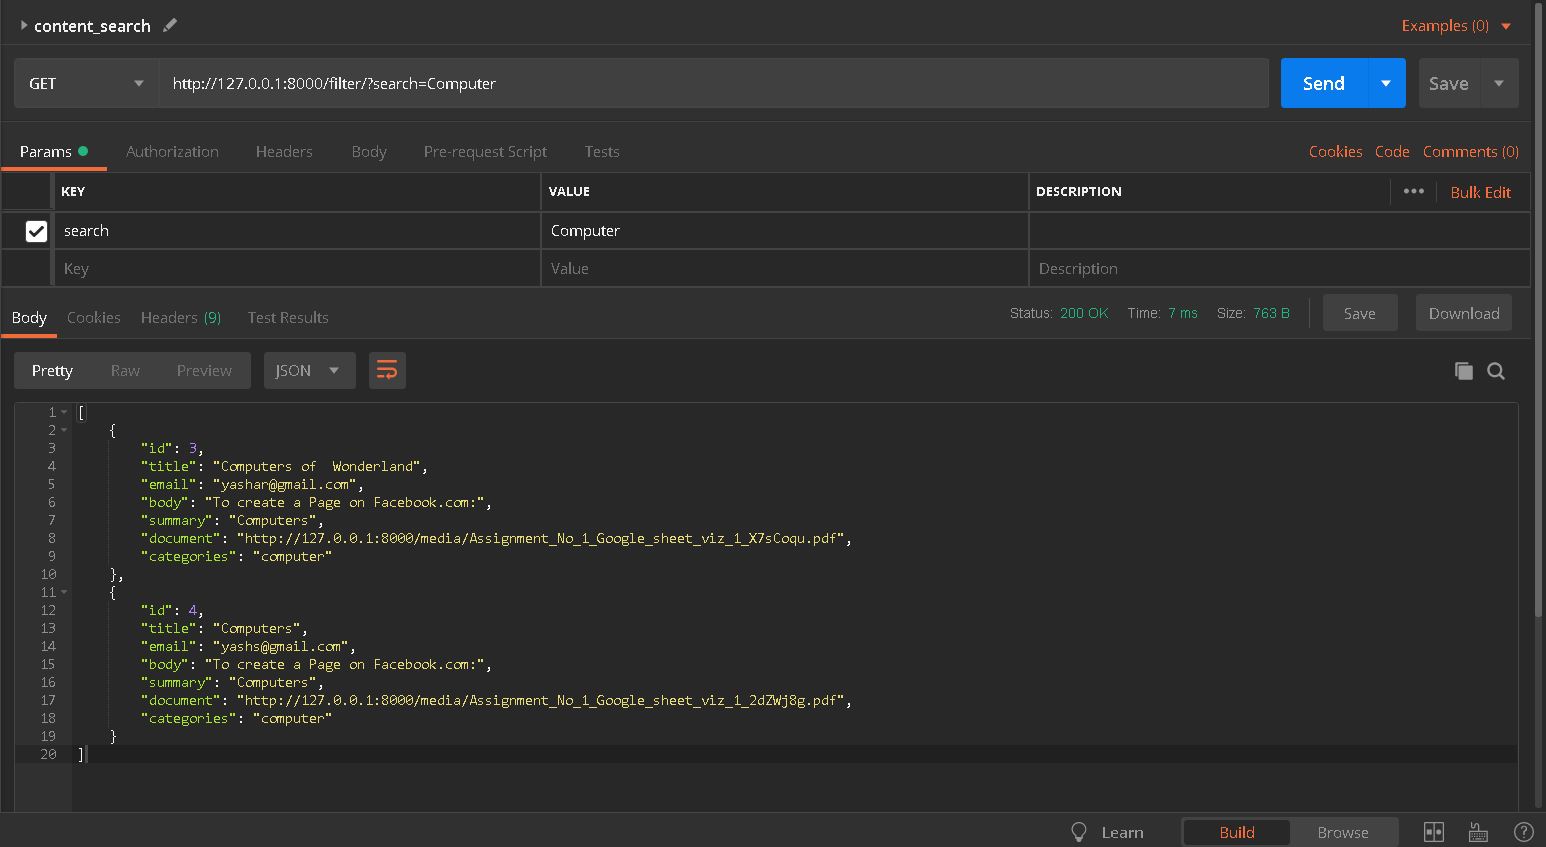 content_search Examples (0)
GET http://127.0.0.1:8000/filter/?search=Computer Send Save
Params Authorization Headers Body Pre-request Script Tests Cookies Code Comments (0)
KEY VALUE DESCRIPTION ••• Bulk Edit
search Computer
Key Value Description
Body Cookies Headers (9) Test Results Status: 200 OK Time: 7 ms Size: 763 B Save Download
Pretty Raw Preview JSON
1 [
2 {
3 "id": 3,
4 "title": "Computers of  Wonderland",
5 "email": "yashar@gmail.com",
6 "body": "To create a Page on Facebook.com:",
7 "summary": "Computers",
8 "document": "http://127.0.0.1:8000/media/Assignment_No_1_Google_sheet_viz_1_X7sCoqu.pdf",
9 "categories": "computer"
10 },
11 {
12 "id": 4,
13 "title": "Computers",
14 "email": "yashs@gmail.com",
15 "body": "To create a Page on Facebook.com:",
16 "summary": "Computers",
17 "document": "http://127.0.0.1:8000/media/Assignment_No_1_Google_sheet_viz_1_2dZWj8g.pdf",
18 "categories": "computer"
19 }
20 ]
Learn Build Browse